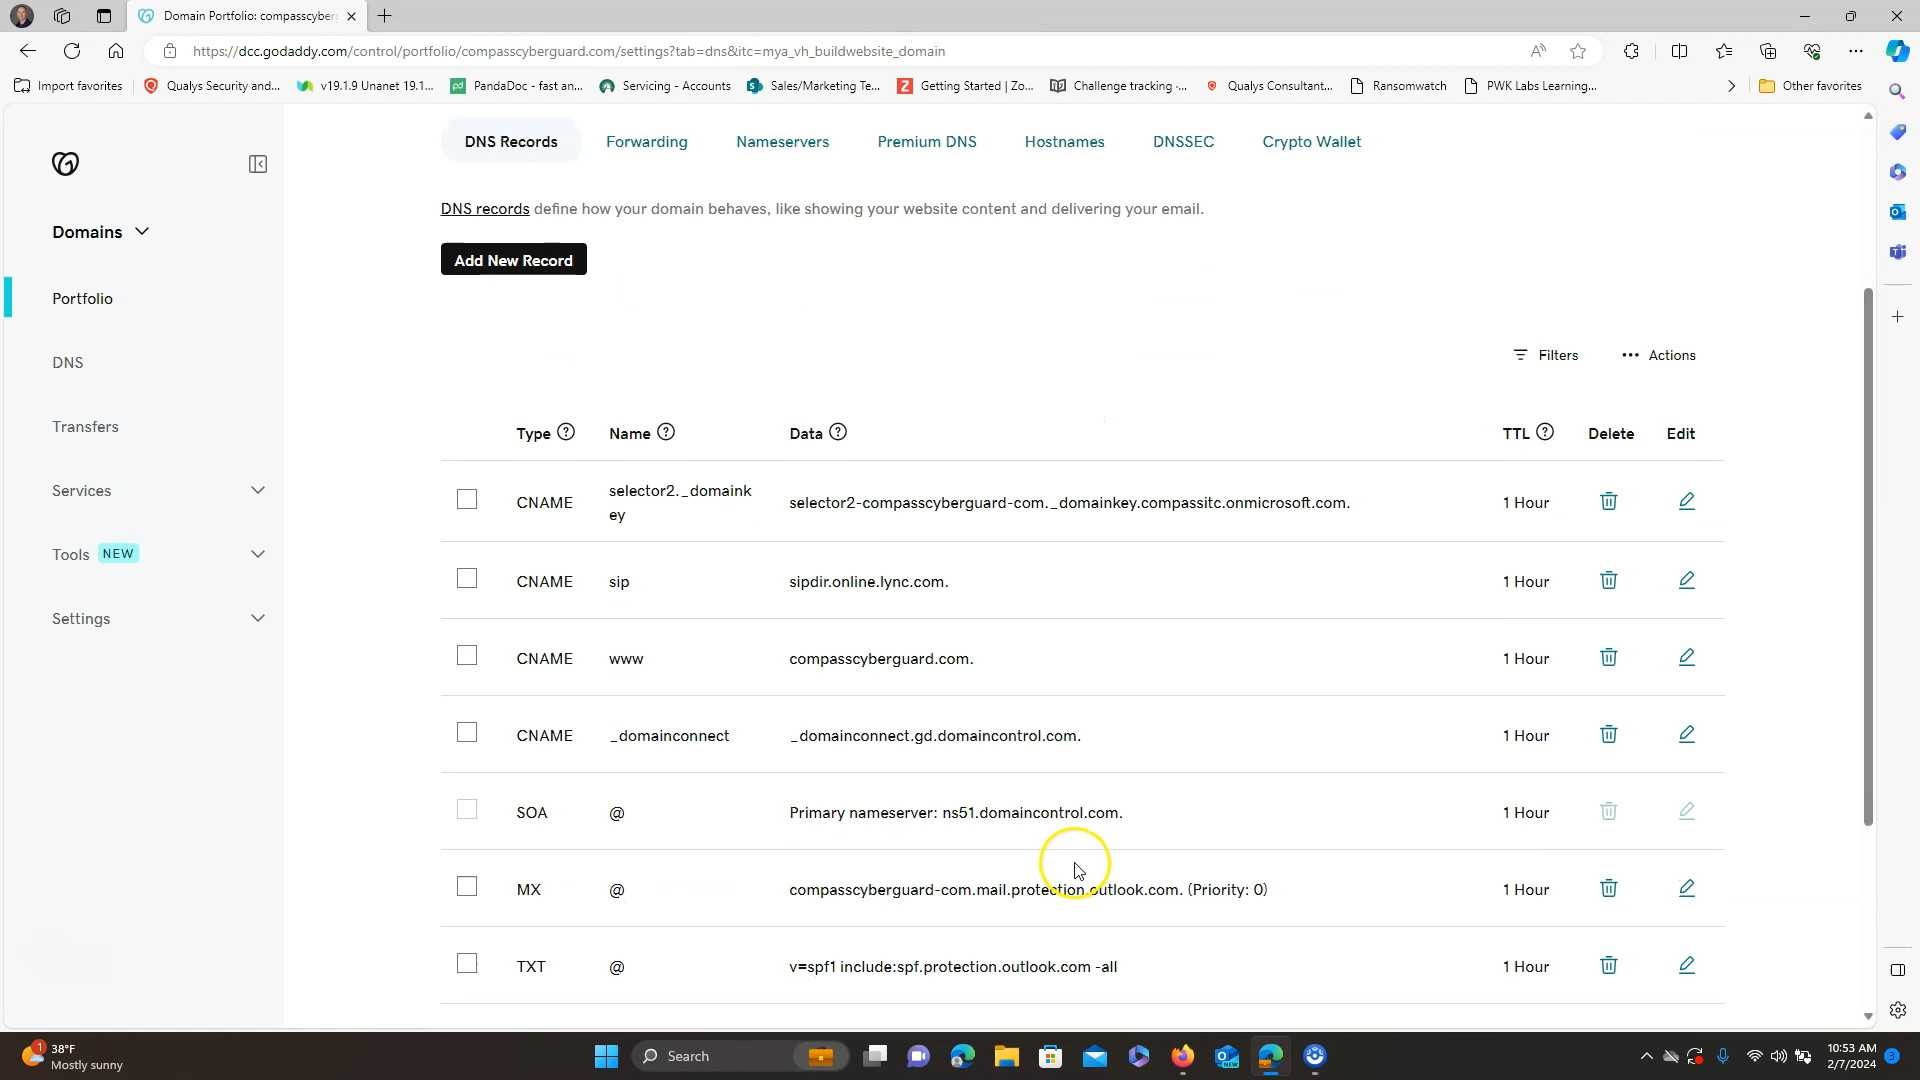 Domain Portfolio: compasscyber
https://dcc.godaddy.com/control/portfolio/compasscyberguard.com/settings?tab=dns&itc=mya_vh_buildwebsite_domain
Import favorites
Qualys Security and...
v19.1.9 Unanet 19.1...
PandaDoc - fast an...
Servicing - Accounts
Sales/Marketing Te...
Getting Started | Zo...
Challenge tracking -...
Qualys Consultant...
Ransomwatch
PWK Labs Learning...
Other favorites
Domains
Portfolio
DNS
Transfers
Services
Tools NEW
Settings
DNS Records
Forwarding
Nameservers
Premium DNS
Hostnames
DNSSEC
Crypto Wallet
DNS records define how your domain behaves, like showing your website content and delivering your email.
Add New Record
Filters
Actions
Type ? Name ? Data ? TTL ? Delete Edit
CNAME selector2._domaink
ey selector2-compasscyberguard-com._domainkey.compassitc.onmicrosoft.com. 1 Hour
CNAME sip sipdir.online.lync.com. 1 Hour
CNAME www compasscyberguard.com. 1 Hour
CNAME _domainconnect _domainconnect.gd.domaincontrol.com. 1 Hour
SOA @ Primary nameserver: ns51.domaincontrol.com. 1 Hour
MX @ compasscyberguard-com.mail.protection.outlook.com. (Priority: 0) 1 Hour
TXT @ v=spf1 include:spf.protection.outlook.com -all 1 Hour
1
38°F
Mostly sunny
Search
NEW
10:53 AM
2/7/2024
3